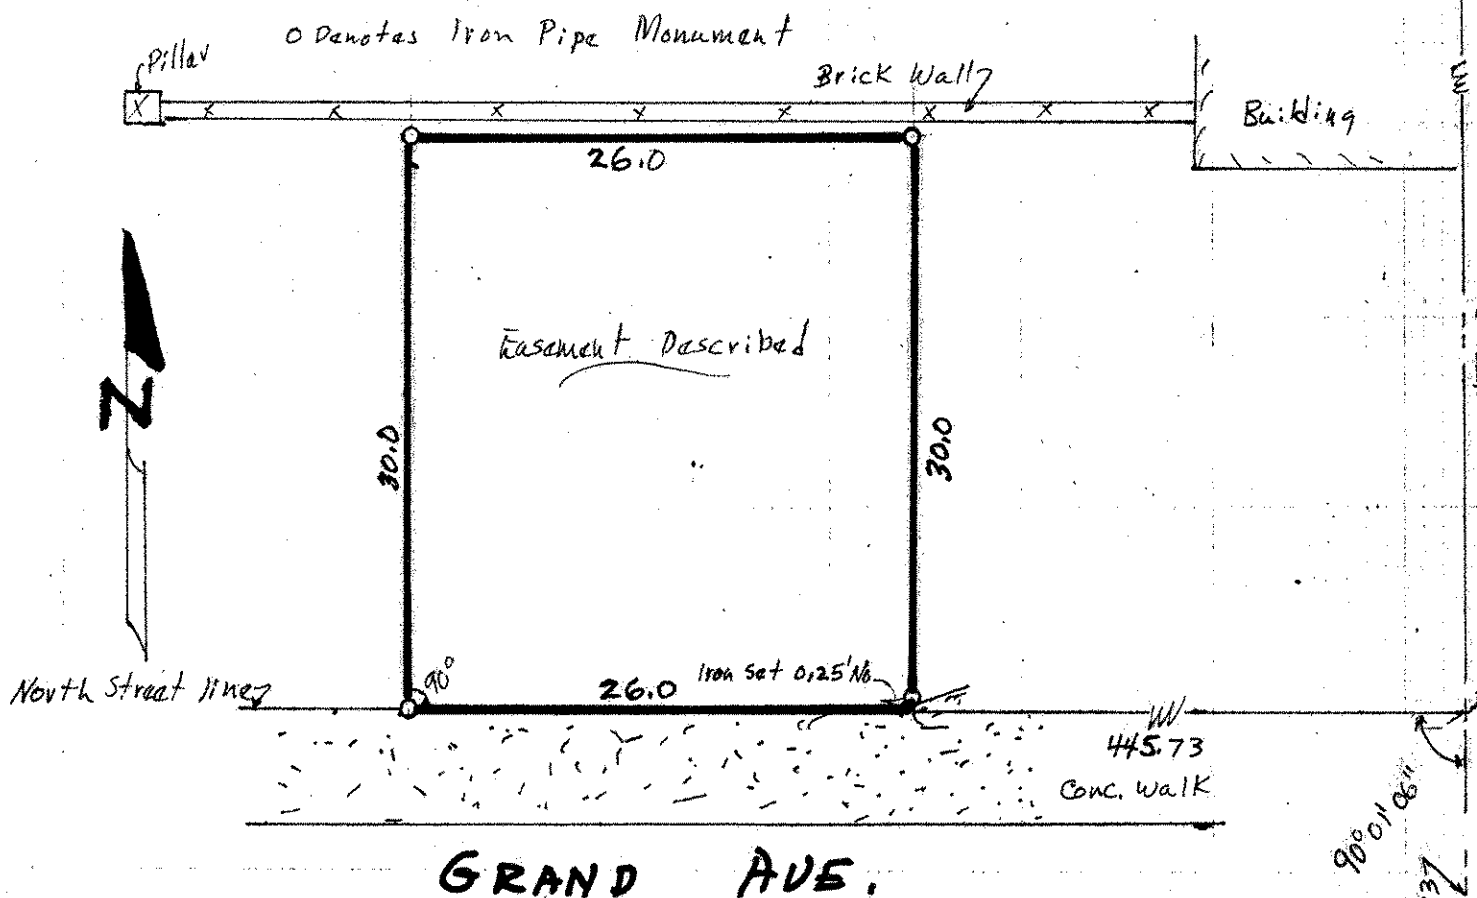 O Denotes Iron Pipe Monument
Pillar
Brick Wall
Building
26.0
Easement Described
N
30.0
30.0
90°
26.0
Iron Set 0.25' No.
North Street line
445.73
Conc. Walk
90° 01' 06"
37
GRAND AVE.